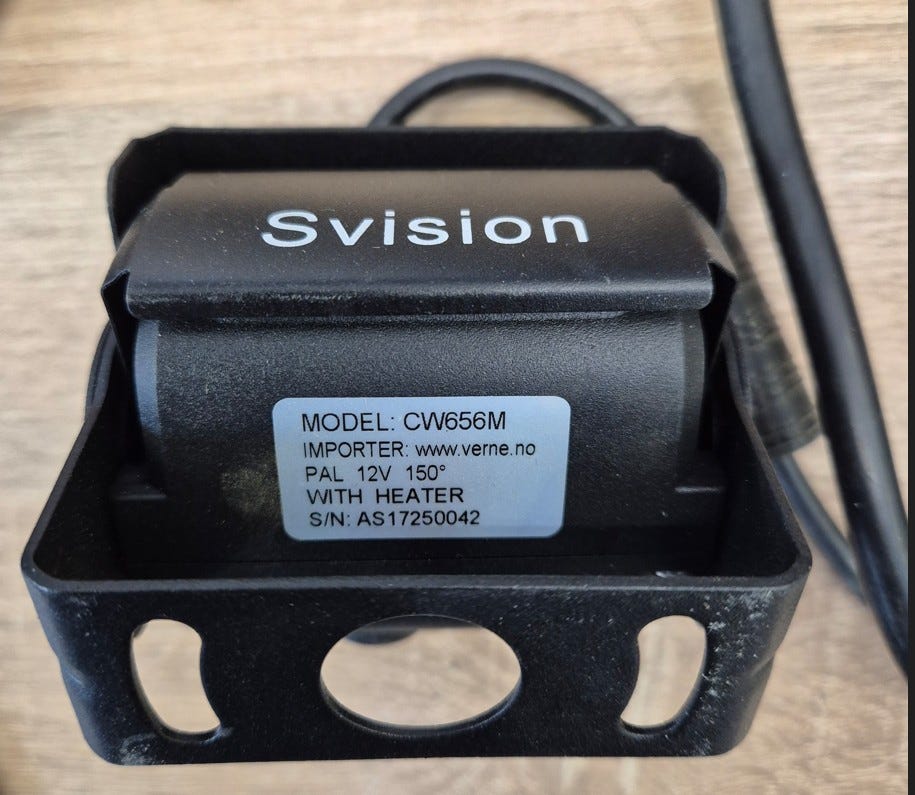 Svision
MODEL: CW656M
IMPORTER: www.verne.no
PAL 12V 150°
WITH HEATER
S/N: AS17250042